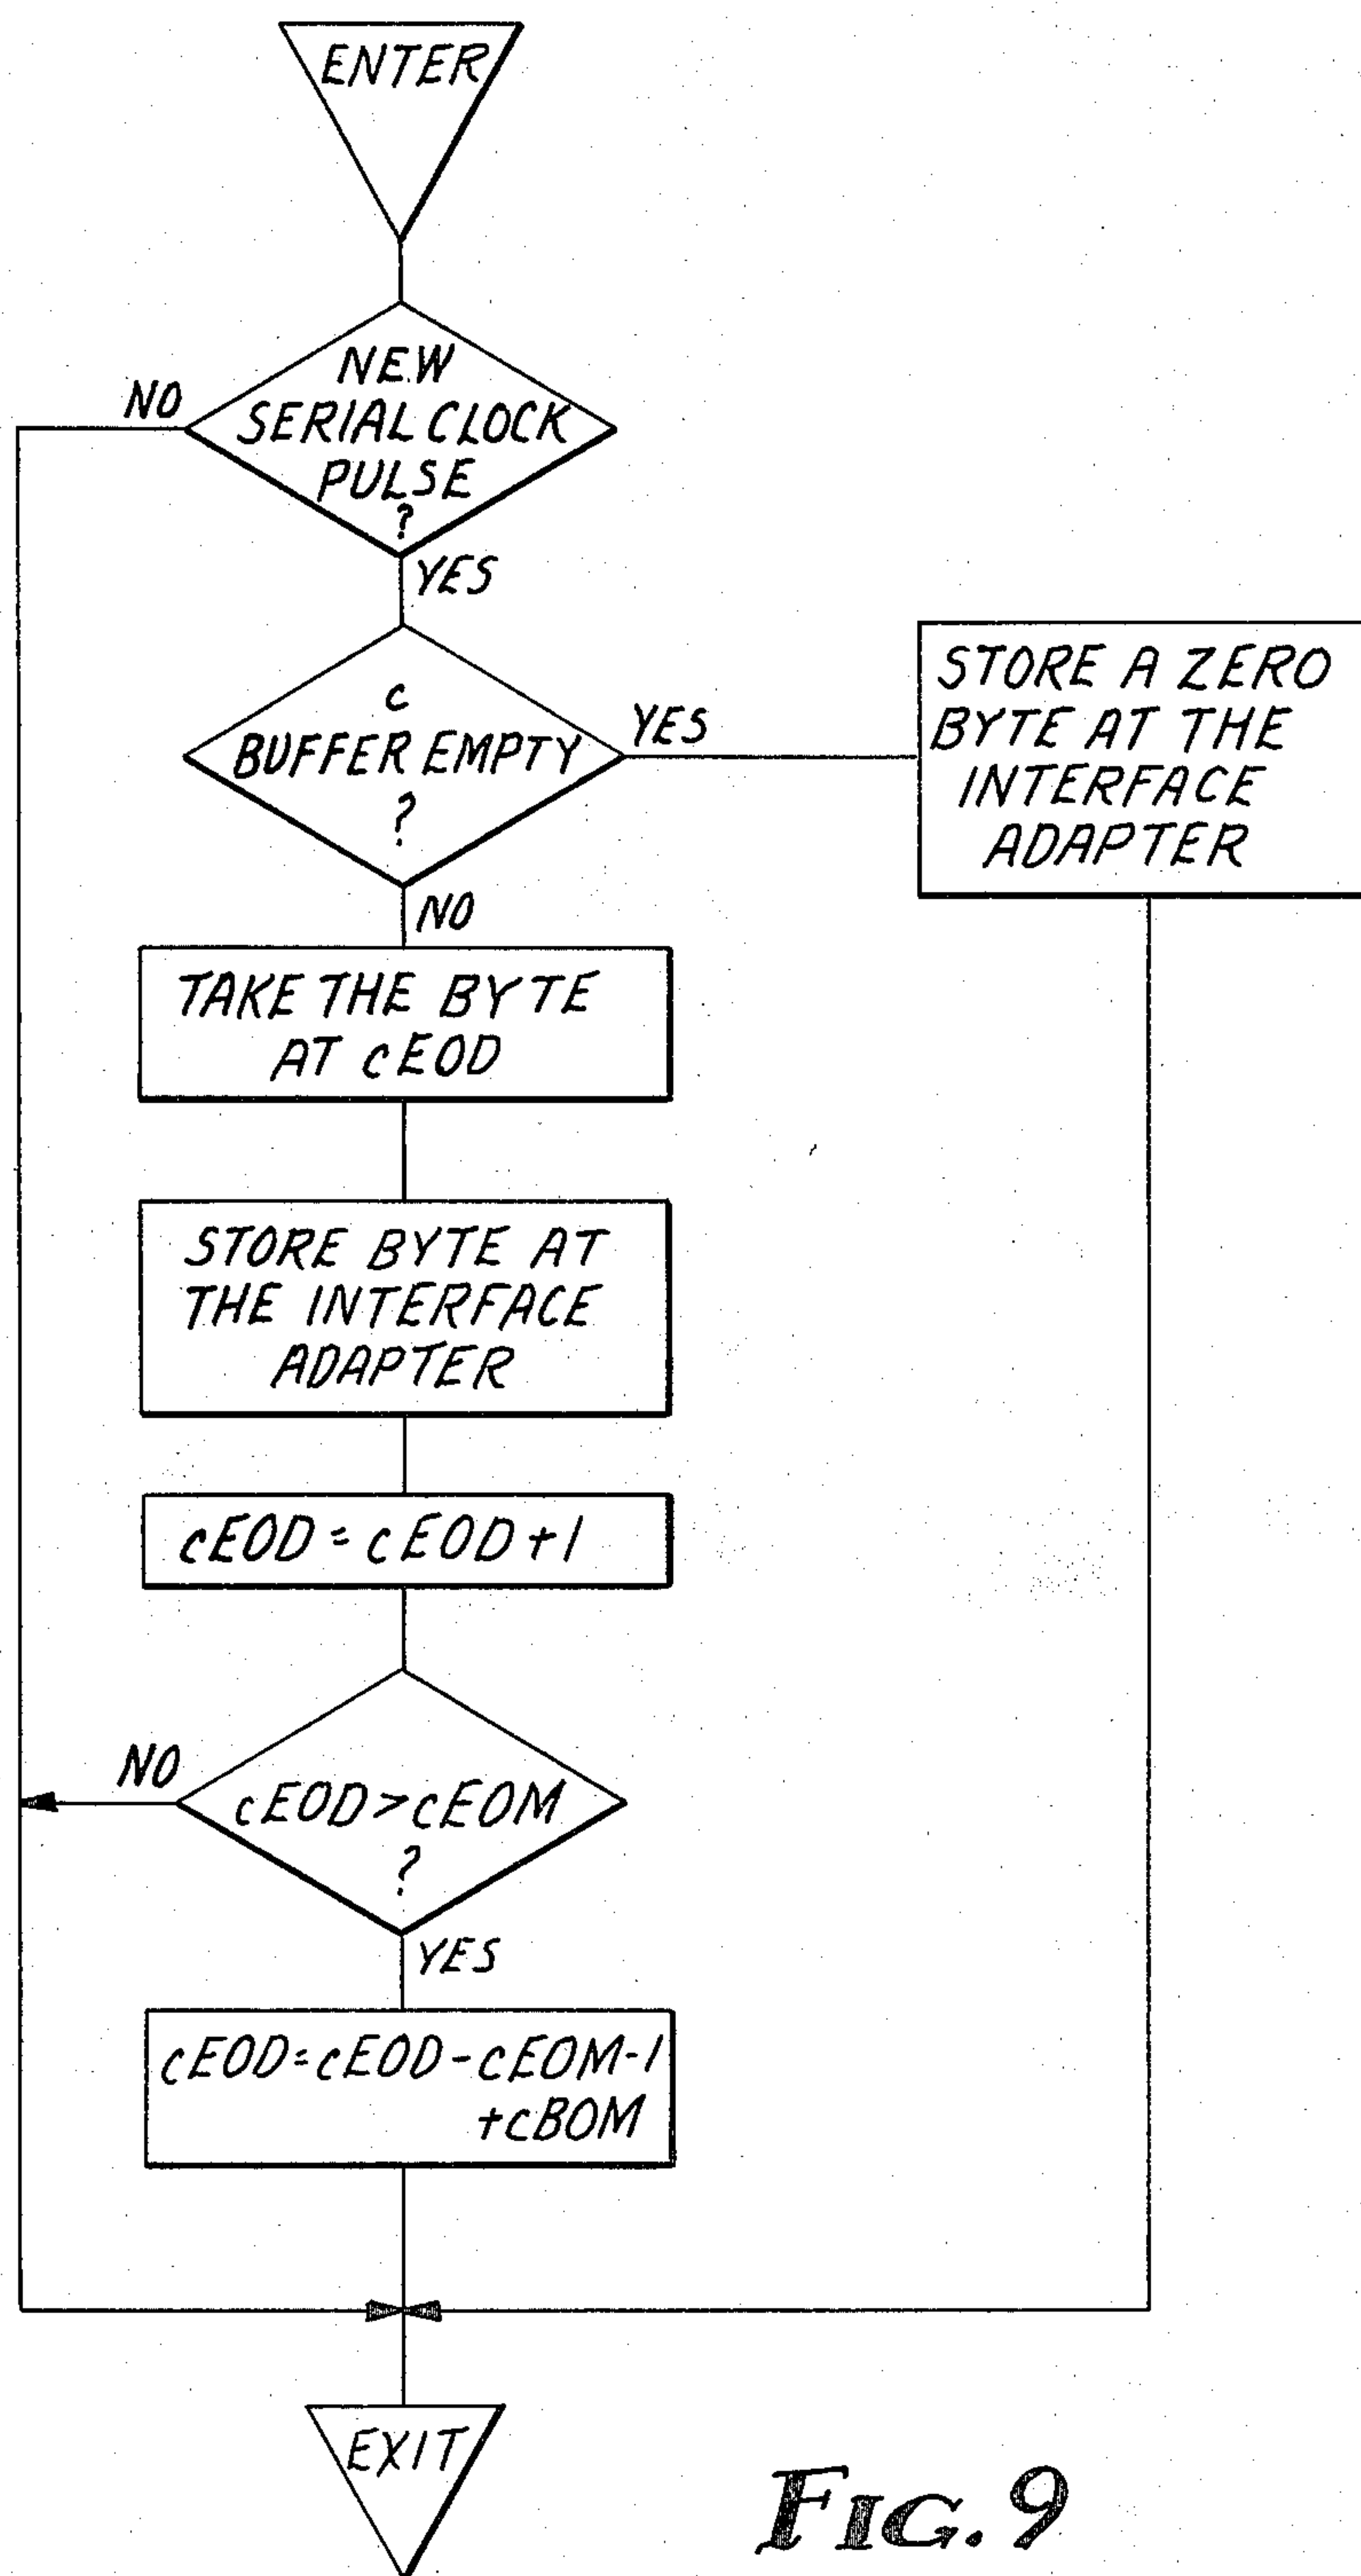 ENTER
NEW
SERIAL CLOCK
PULSE
?
NO
YES
c
BUFFER EMPTY
?
YES
NO
STORE A ZERO
BYTE AT THE
INTERFACE
ADAPTER
TAKE THE BYTE
AT cEOD
STORE BYTE AT
THE INTERFACE
ADAPTER
cEOD = cEOD + 1
cEOD > cEOM
?
NO
YES
cEOD = cEOD - cEOM - 1
+ cBOM
EXIT
FIG. 9